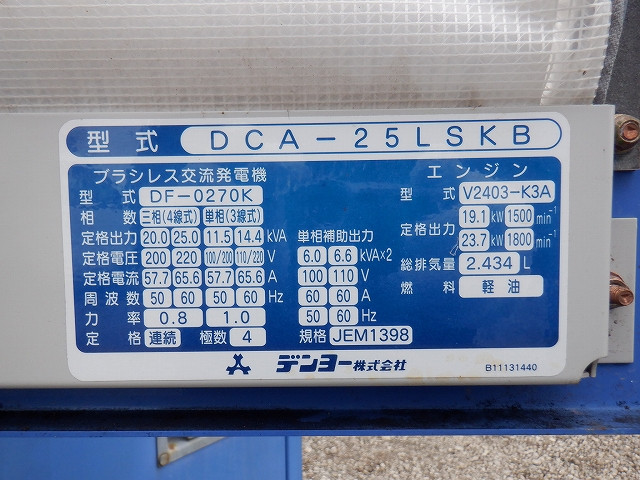 型式 DCA-25LSKB
ブラシレス交流発電機
型式 DF-0270K
相数 三相(4線式) 単相(3線式)
定格出力 20.0 25.0 11.5 14.4 kVA
定格電圧 200 220 100/200 110/220 V
定格電流 57.7 65.6 57.7 65.6 A
周波数 50 60 50 60 Hz
力率 0.8 1.0
定格 連続 極数 4
単相補助出力
6.0 6.6 kVA×2
100 110 V
60 60 A
50 60 Hz
規格 JEM1398
エンジン
型式 V2403-K3A
定格出力 19.1 kW 1500 min⁻¹
23.7 kW 1800 min⁻¹
総排気量 2.434 L
燃料 軽油
デンヨー株式会社
B11131440